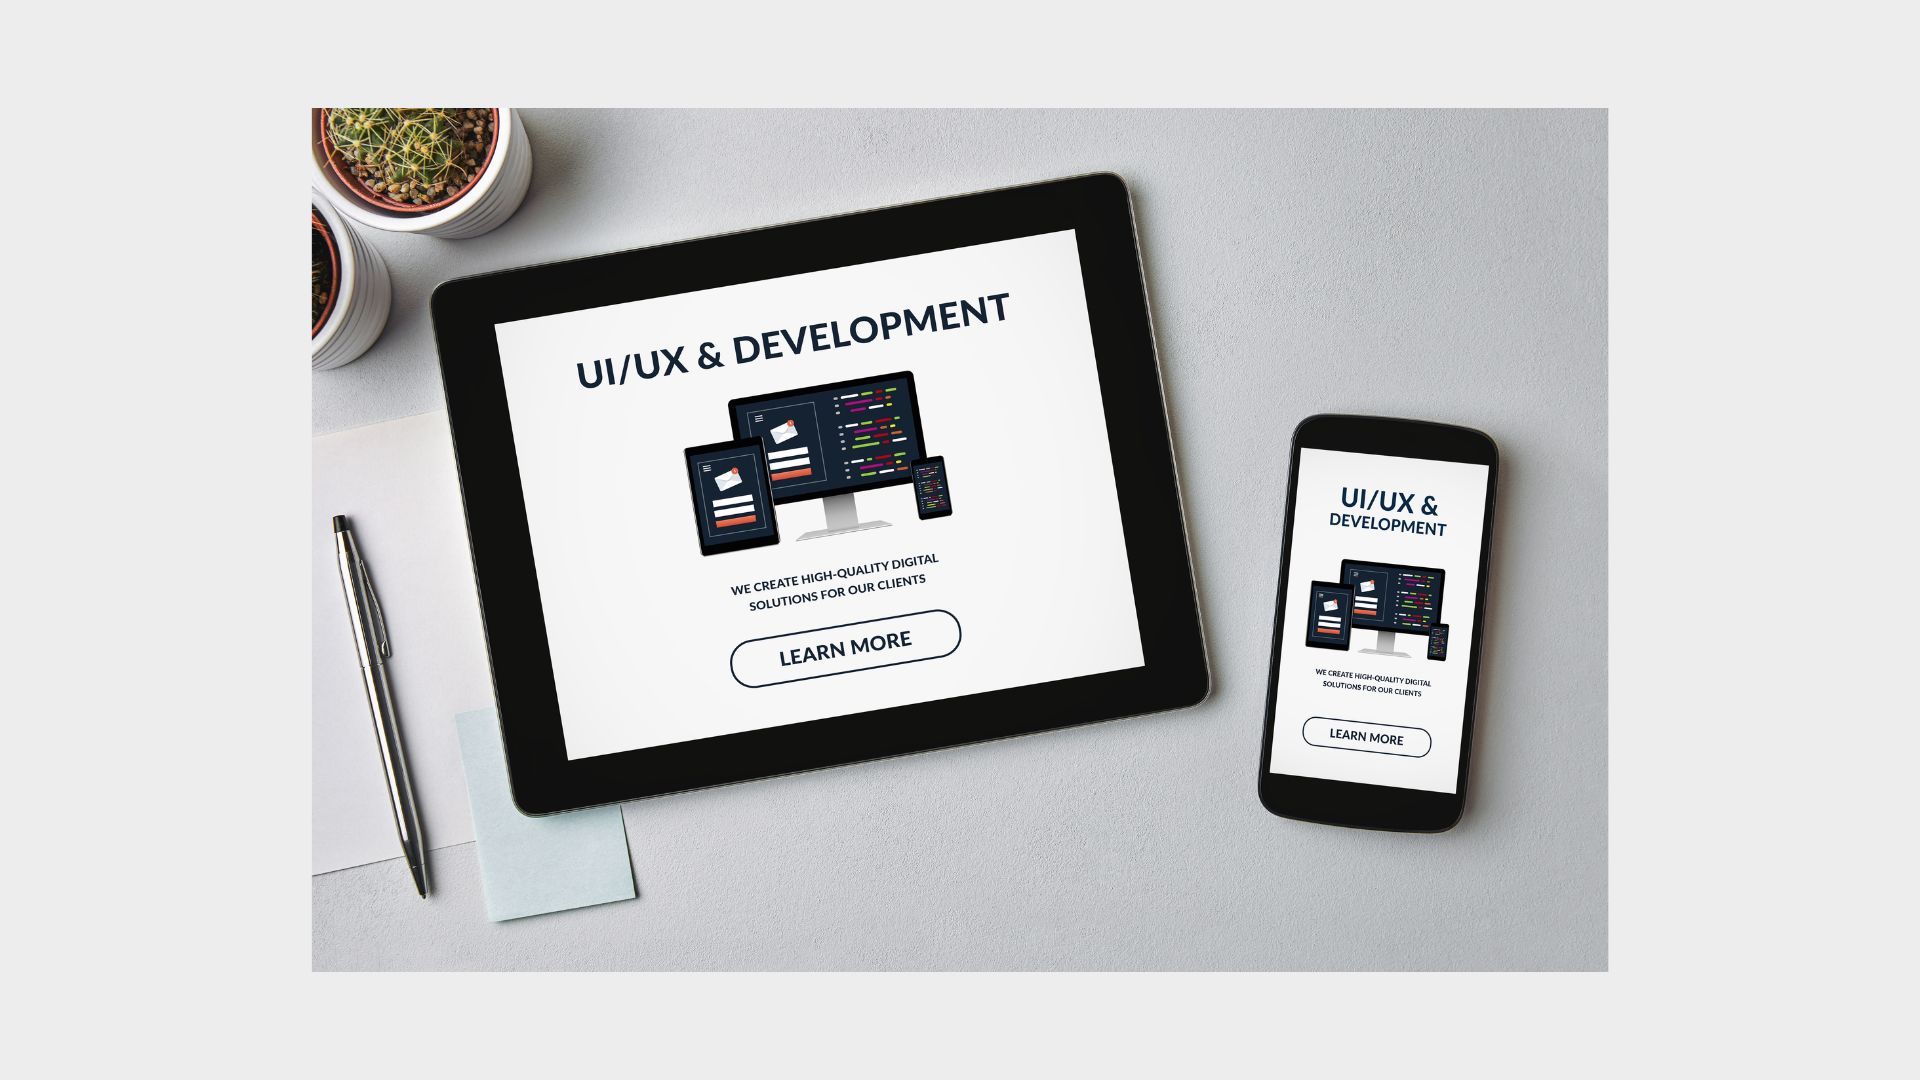 UI/UX & DEVELOPMENT
WE CREATE HIGH-QUALITY DIGITAL
SOLUTIONS FOR OUR CLIENTS
LEARN MORE
UI/UX &
DEVELOPMENT
WE CREATE HIGH-QUALITY DIGITAL
SOLUTIONS FOR OUR CLIENTS
LEARN MORE